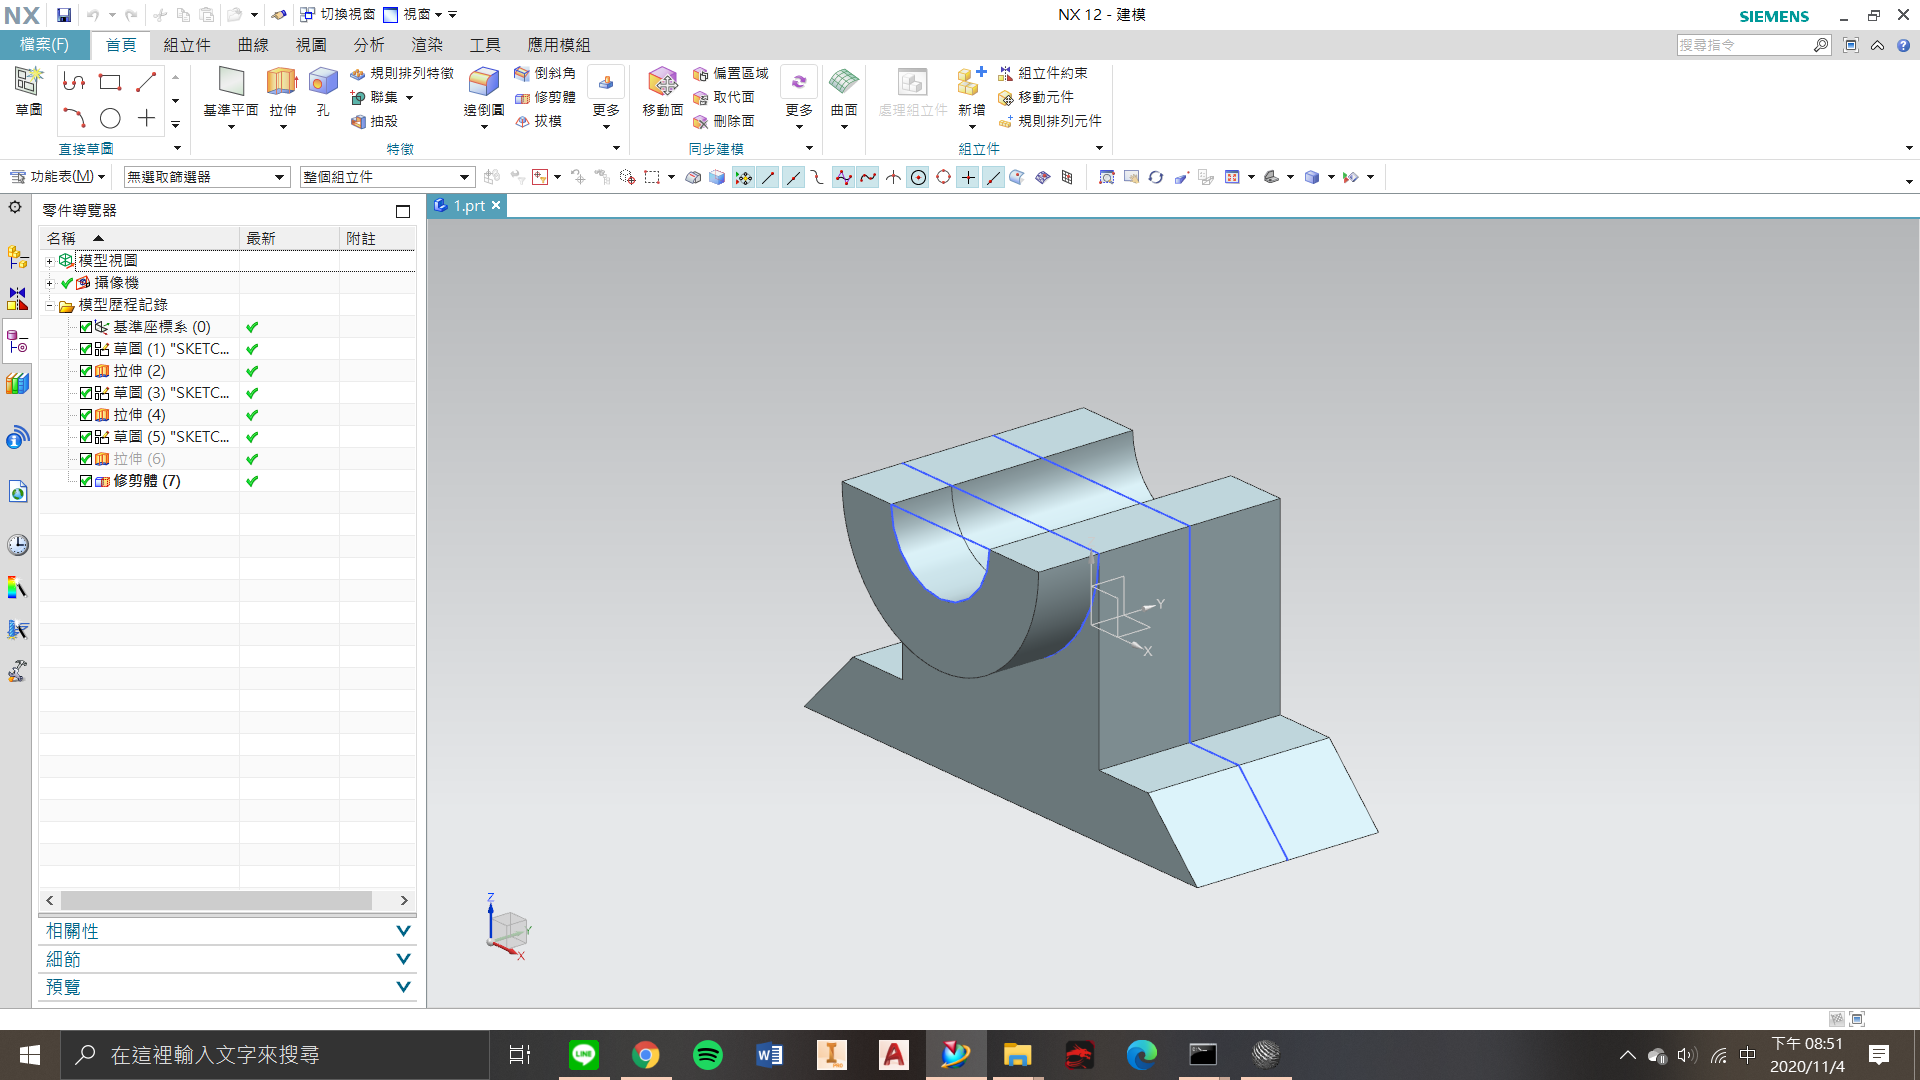 NX 切換視窗 視窗 NX 12 - 建模 SIEMENS
檔案(F) 首頁 組立件 曲線 視圖 分析 渲染 工具 應用模組 搜尋指令
草圖
直接草圖
基準平面 拉伸 孔 規則排列特徵 聯集 抽殼 邊倒圓 倒斜角 修剪體 拔模 更多
特徵
移動面 偏置區域 取代面 刪除面 更多
同步建模
曲面
處理組立件 新增 組立件約束 移動元件 規則排列元件
組立件
功能表(M) 無選取篩選器 整個組立件
零件導覽器
1.prt
名稱 最新 附註
模型視圖
攝像機
模型歷程記錄
基準座標系 (0)
草圖 (1) "SKETC...
拉伸 (2)
草圖 (3) "SKETC...
拉伸 (4)
草圖 (5) "SKETC...
拉伸 (6)
修剪體 (7)
Y
X
Z
Y
X
相關性
細節
預覽
在這裡輸入文字來搜尋
LINE
中
下午 08:51
2020/11/4